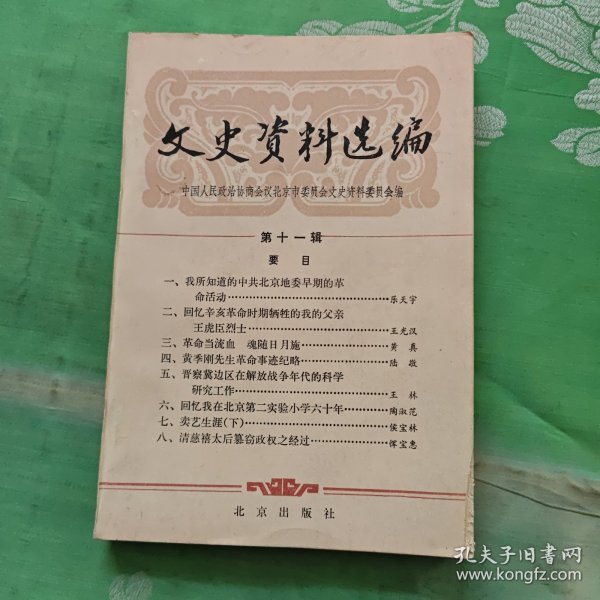 文史资料选编
中国人民政治协商会议北京市委员会文史资料委员会编
第十一辑
要 目
一、我所知道的中共北京地委早期的革
命活动……乐天宇
二、回忆辛亥革命时期牺牲的我的父亲
王虎臣烈士……王光汉
三、革命当流血 魂随日月旋……黄真
四、黄季刚先生革命事迹纪略……陆敬
五、晋察冀边区在解放战争年代的科学
研究工作……王林
六、回忆我在北京第二实验小学六十年……陶淑范
七、卖艺生涯(下)……侯宝林
八、清慈禧太后篡窃政权之经过……恽宝惠
北京出版社
孔夫子旧书网
www.kongfz.com